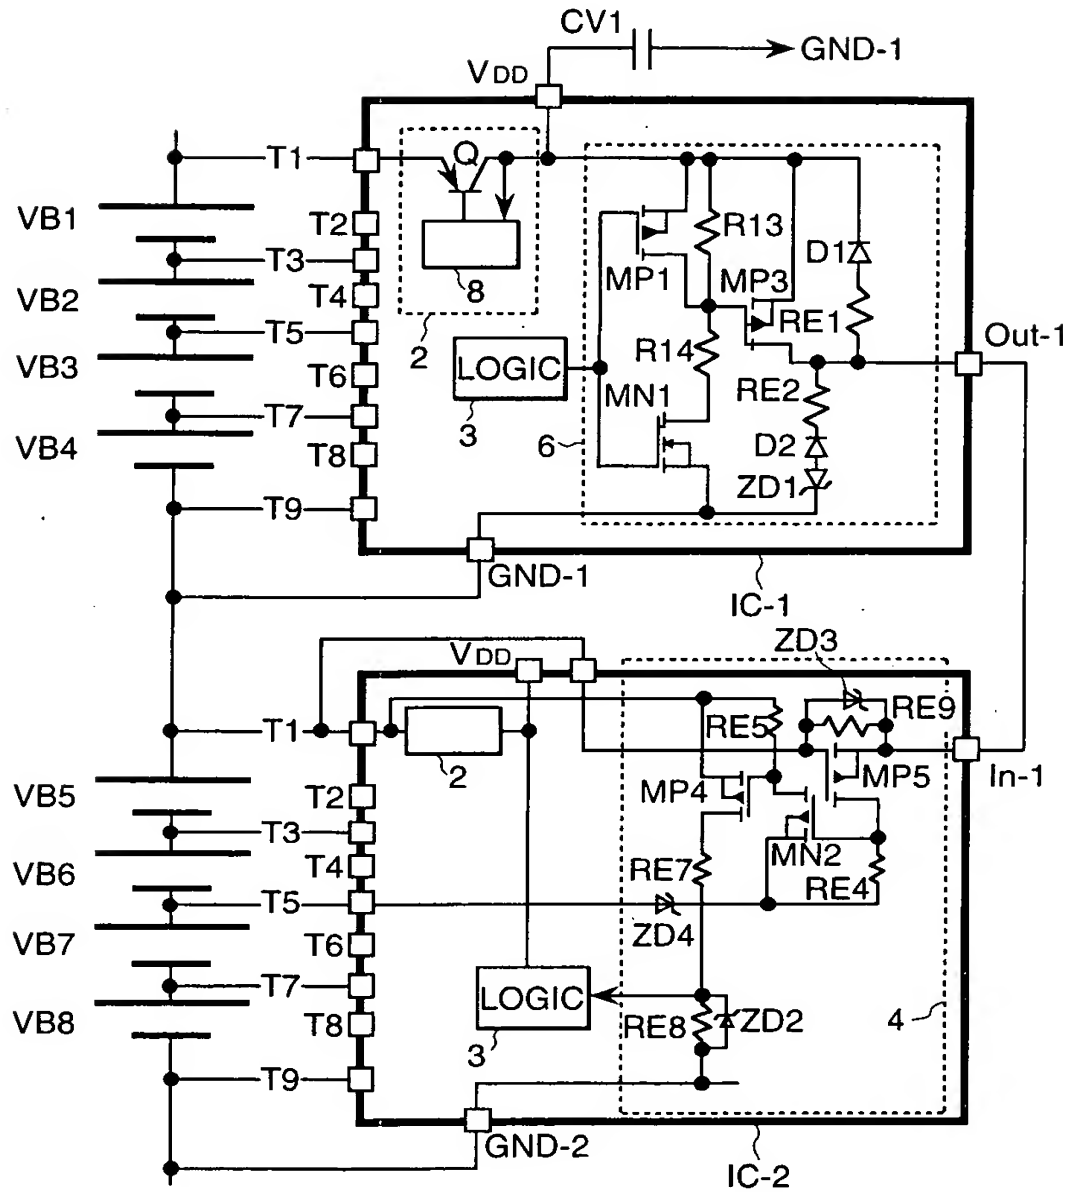 CV1
GND-1
VDD
T1
Q
VB1
T2
R13
D1
T3
8
MP1
MP3
VB2
T4
RE1
Out-1
T5
2
R14
VB3
LOGIC
T6
MN1
RE2
T7
3
6
D2
VB4
T8
ZD1
T9
GND-1
IC-1
ZD3
VDD
RE9
T1
RE5
2
MP4
MP5
In-1
VB5
T2
T3
MN2
VB6
T4
RE7
RE4
T5
ZD4
VB7
T6
T7
LOGIC
VB8
T8
RE8
ZD2
4
3
T9
GND-2
IC-2